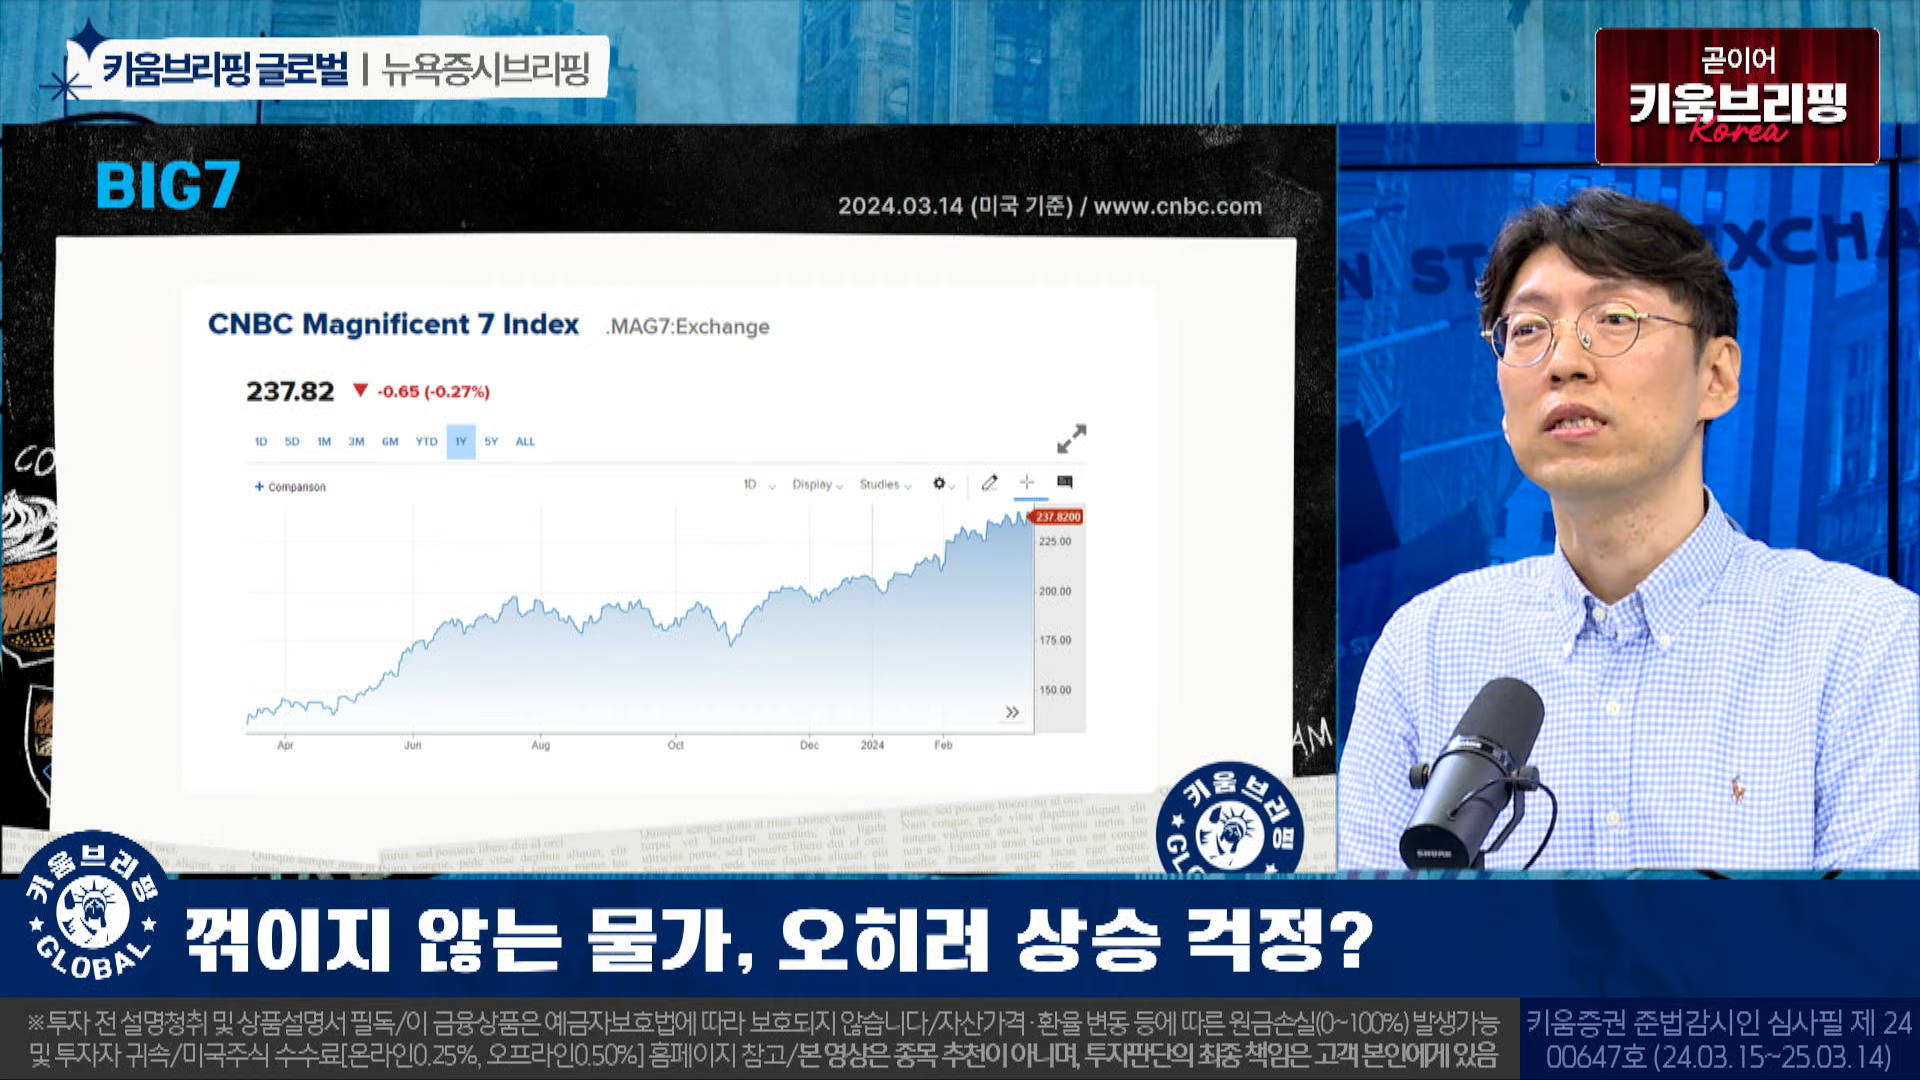 키움브리핑 글로벌 | 뉴욕증시브리핑
곧이어
키움브리핑
Korea
BIG7
2024.03.14 (미국 기준) / www.cnbc.com
CNBC Magnificent 7 Index .MAG7:Exchange
237.82 ▼ -0.65 (-0.27%)
1D 5D 1M 3M 6M YTD 1Y 5Y ALL
+ Comparison 1D Display Studies
237.8200
225.00
200.00
175.00
150.00
Apr Jun Aug Oct Dec 2024 Feb
키움브리핑
GLOBAL
SHURE
꺾이지 않는 물가, 오히려 상승 걱정?
※투자 전 설명청취 및 상품설명서 필독/이 금융상품은 예금자보호법에 따라 보호되지 않습니다/자산가격·환율 변동 등에 따른 원금손실(0~100%) 발생가능
및 투자자 귀속/미국주식 수수료[온라인0.25%, 오프라인0.50%] 홈페이지 참고/본 영상은 종목 추천이 아니며, 투자판단의 최종 책임은 고객 본인에게 있음
키움증권 준법감시인 심사필 제 24
00647호 (24.03.15~25.03.14)